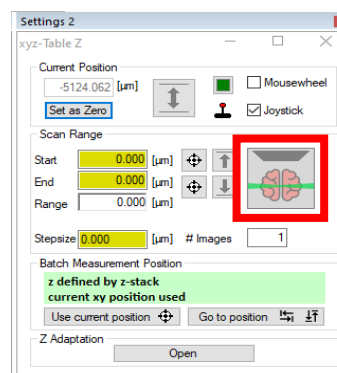 Settings 2
xyz-Table Z
Current Position
-5124.062 [µm]
Mousewheel
Set as Zero
Joystick
Scan Range
Start 0.000 [µm]
End 0.000 [µm]
Range 0.000 [µm]
Stepsize 0.000 [µm] # Images 1
Batch Measurement Position
z defined by z-stack
current xy position used
Use current position
Go to position
Z Adaptation
Open